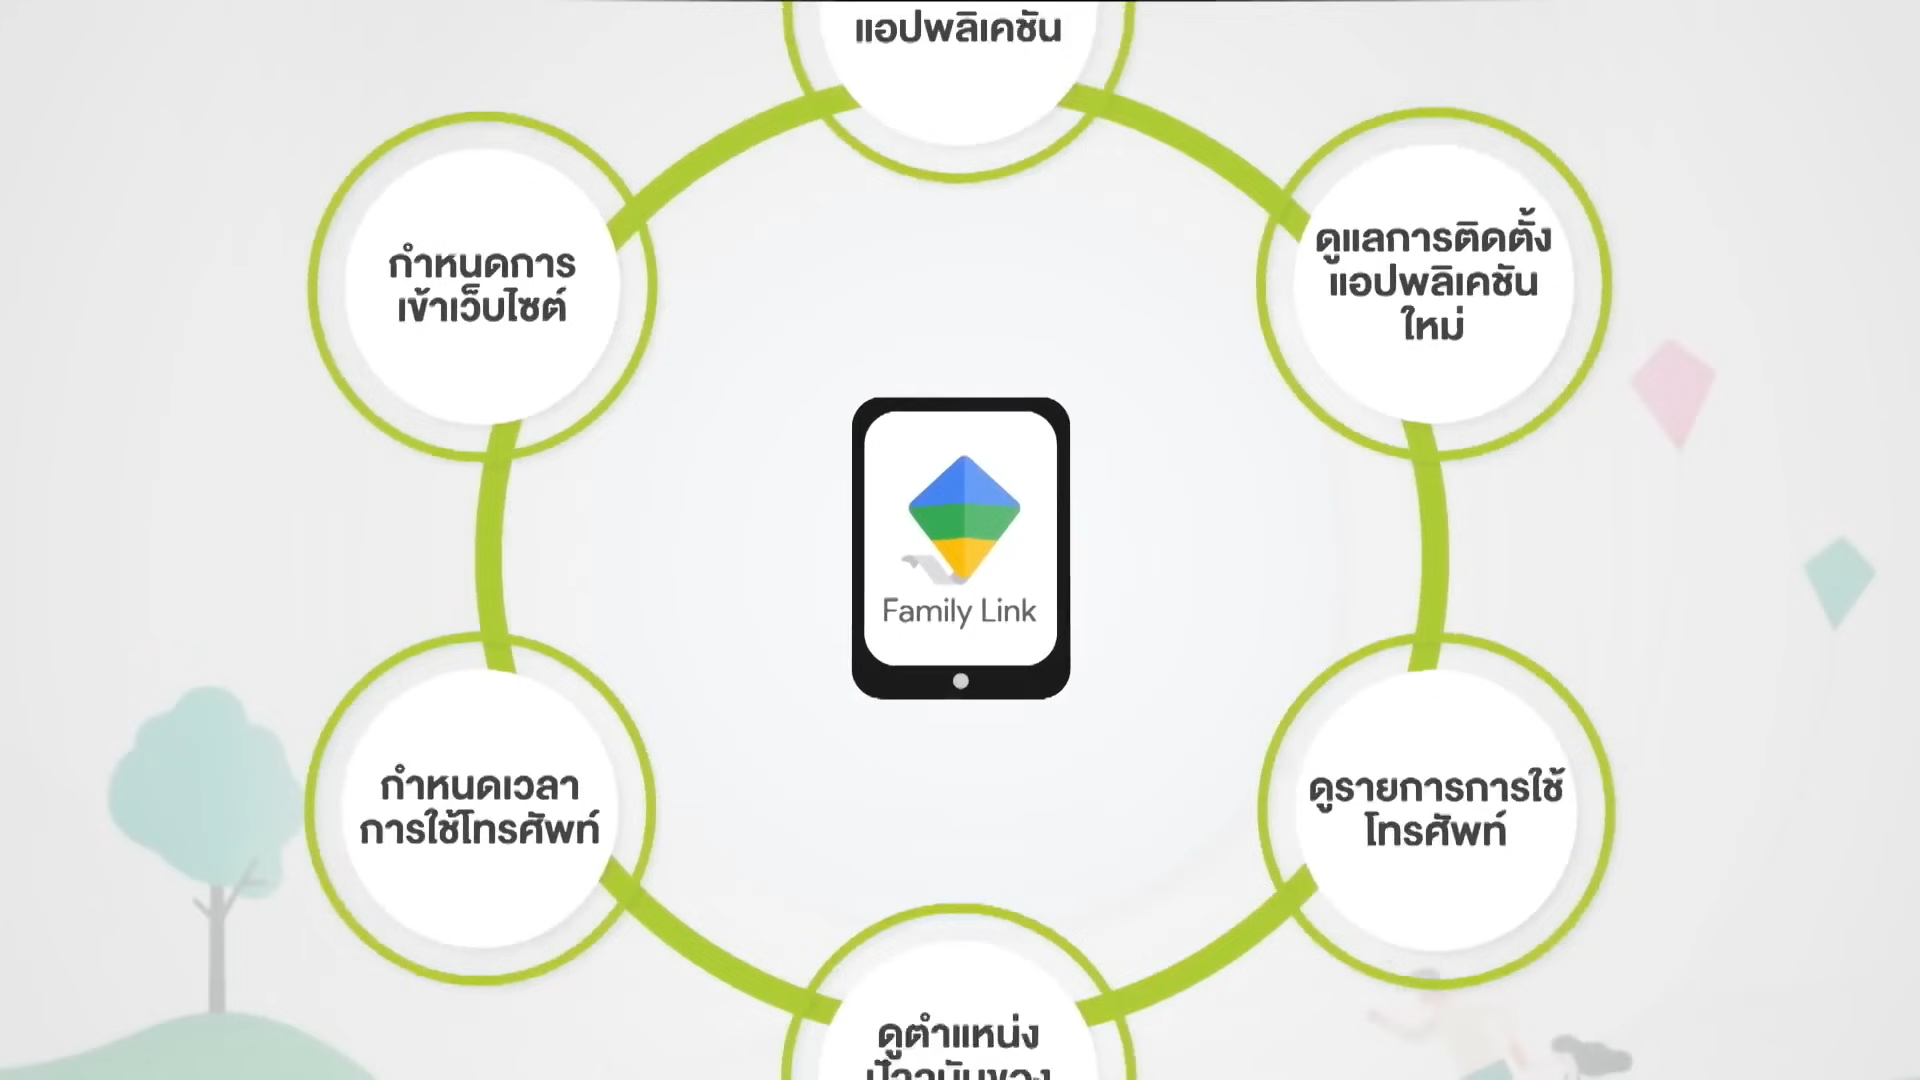 แอปพลิเคชัน
กำหนดการ
เข้าเว็บไซต์
ดูแลการติดตั้ง
แอปพลิเคชัน
ใหม่
Family Link
กำหนดเวลา
การใช้โทรศัพท์
ดูรายการการใช้
โทรศัพท์
ดูตำแหน่ง